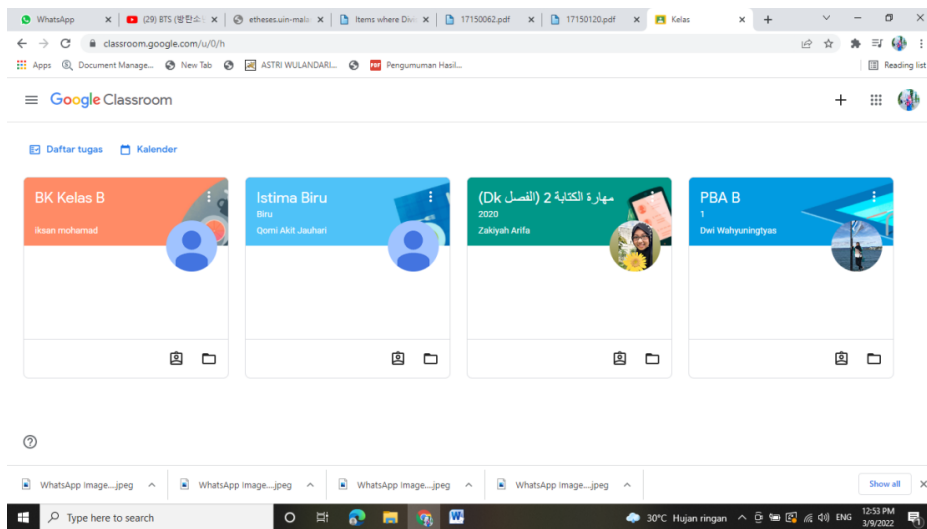 WhatsApp
(29) BTS (방탄소
etheses.uin-mala
Items where Divi
17150062.pdf
17150120.pdf
Kelas
classroom.google.com/u/0/h
Apps
Document Manage...
New Tab
ASTRI WULANDARI...
Pengumuman Hasil...
Reading list
Google Classroom
Daftar tugas
Kalender
BK Kelas B
iksan mohamad
Istima Biru
Biru
Qomi Akit Jauhari
مهارة الكتابة 2 (الفصل Dk)
2020
Zakiyah Arifa
PBA B
1
Dwi Wahyuningtyas
WhatsApp Image....jpeg
WhatsApp Image....jpeg
WhatsApp Image....jpeg
WhatsApp Image....jpeg
Show all
Type here to search
30°C Hujan ringan
ENG
12:53 PM
3/9/2022